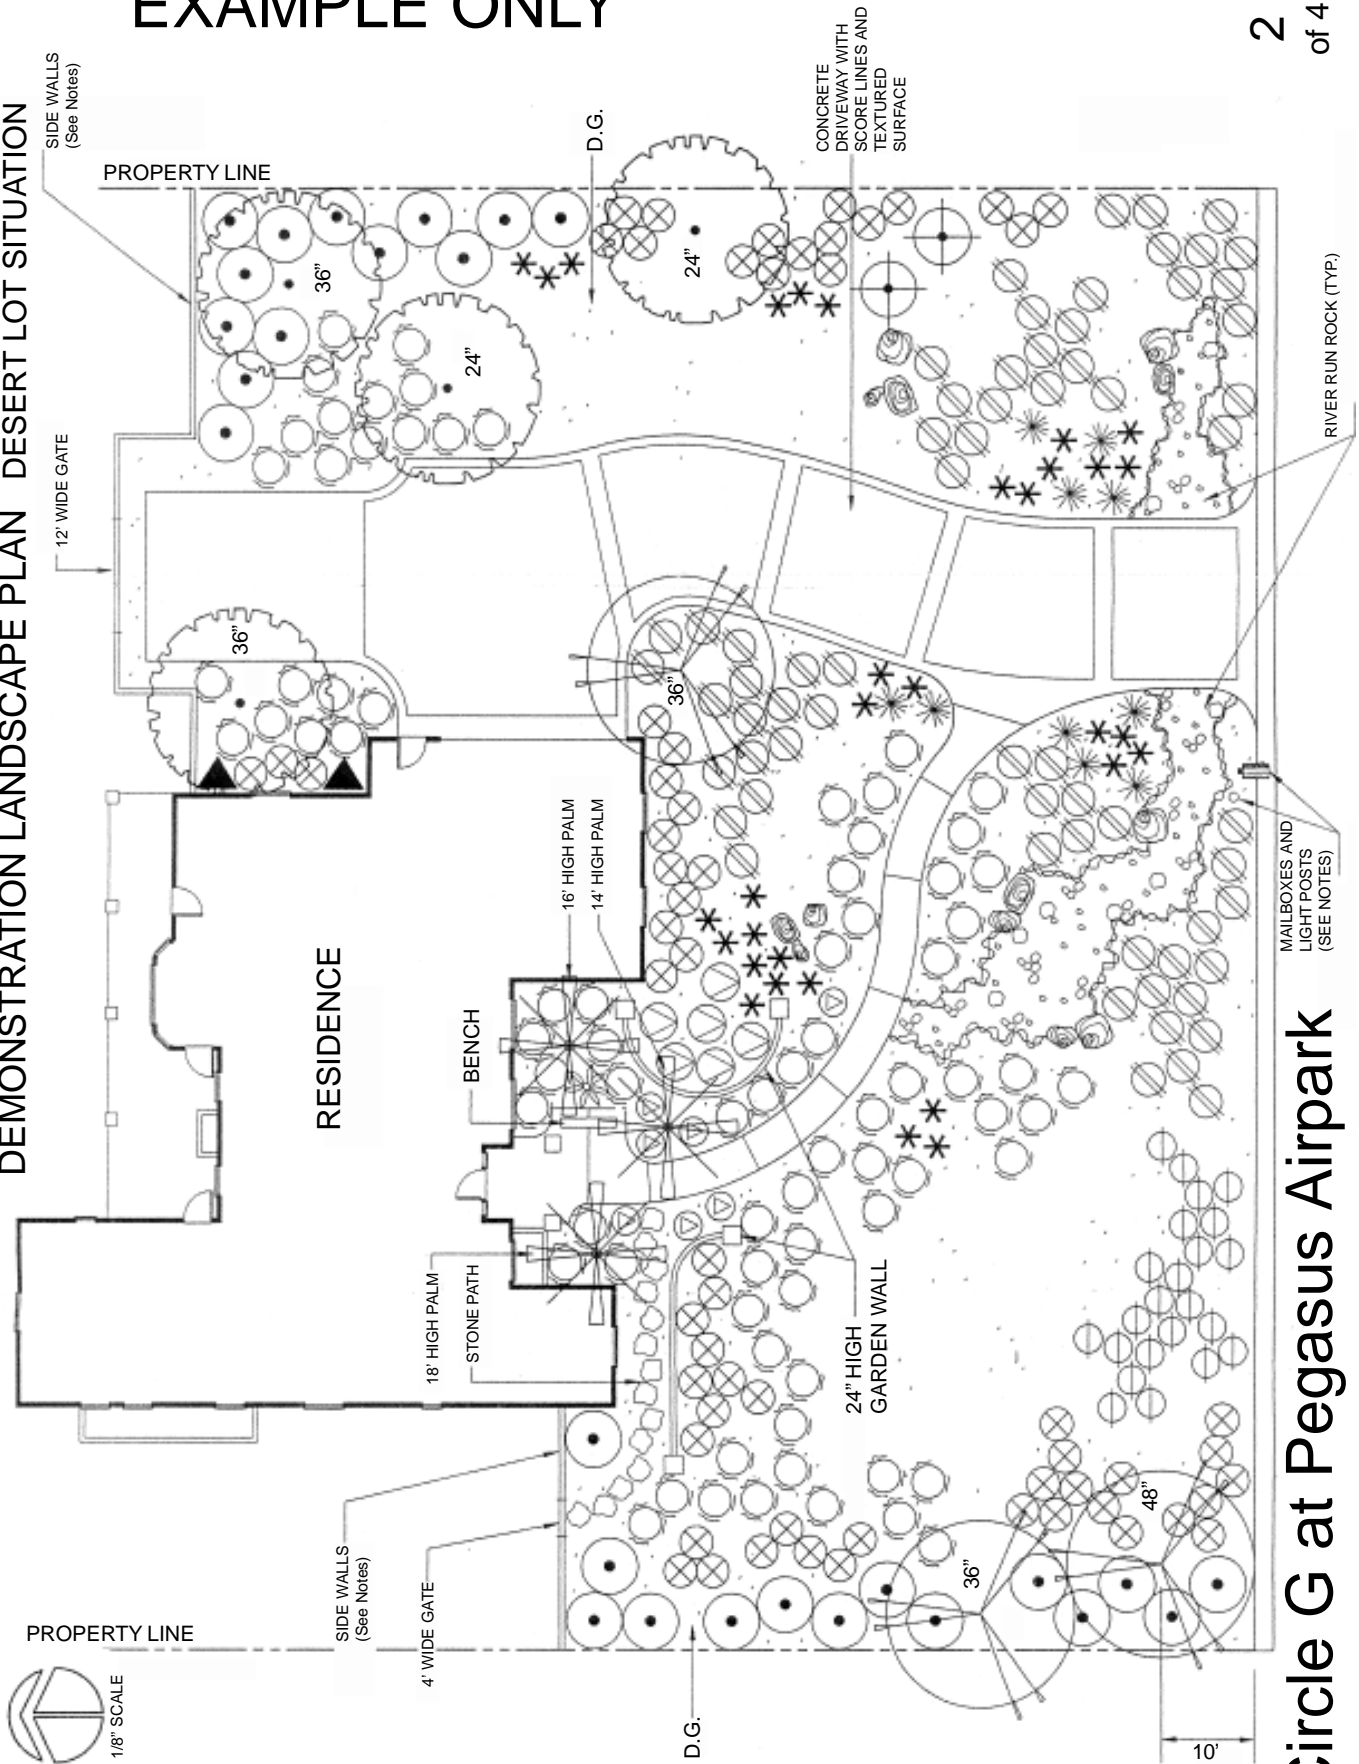 EXAMPLE ONLY
DEMONSTRATION LANDSCAPE PLAN DESERT LOT SITUATION
2
of 4
SIDE WALLS
(See Notes)
PROPERTY LINE
12' WIDE GATE
D.G.
CONCRETE
DRIVEWAY WITH
SCORE LINES AND
TEXTURED
SURFACE
36”
24”
24”
36”
36”
RIVER RUN ROCK (TYP.)
RESIDENCE
BENCH
16' HIGH PALM
14' HIGH PALM
MAILBOXES AND
LIGHT POSTS
(SEE NOTES)
18' HIGH PALM
STONE PATH
24” HIGH
GARDEN WALL
SIDE WALLS
(See Notes)
4' WIDE GATE
PROPERTY LINE
1/8” SCALE
D.G.
36”
48”
10'
ircle G at Pegasus Airpark